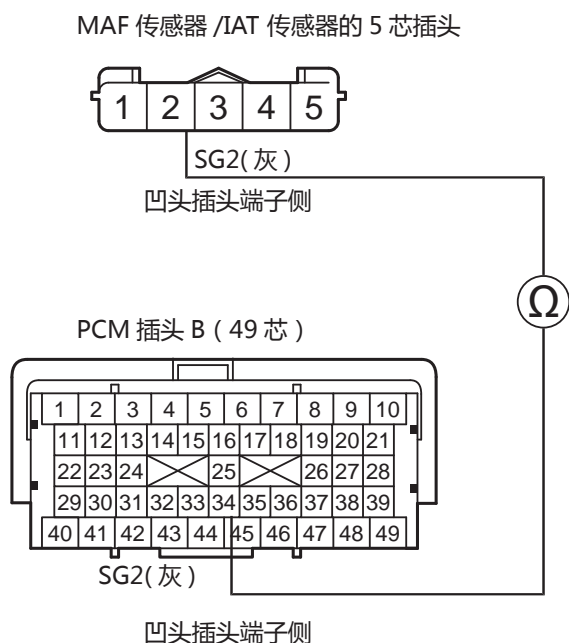 MAF 传感器 /IAT 传感器的 5 芯插头
1 2 3 4 5
SG2( 灰 )
凹头插头端子侧
Ω
PCM 插头 B ( 49 芯 )
1 2 3 4 5 6 7 8 9 10
11 12 13 14 15 16 17 18 19 20 21
22 23 24 25 26 27 28
29 30 31 32 33 34 35 36 37 38 39
40 41 42 43 44 45 46 47 48 49
SG2( 灰 )
凹头插头端子侧